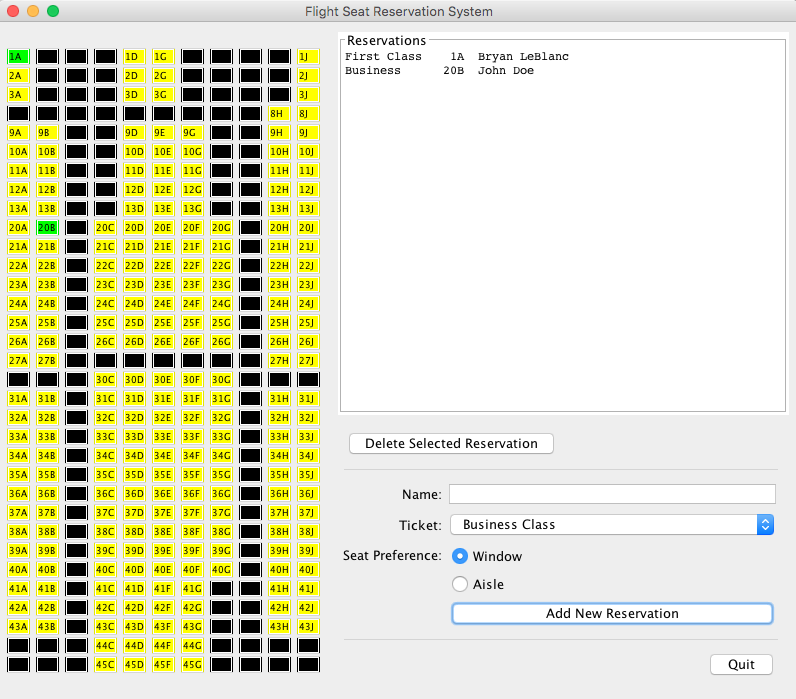 Flight Seat Reservation System
1A 1D 1G 1J
2A 2D 2G 2J
3A 3D 3G 3J
8H 8J
9A 9B 9D 9E 9G 9H 9J
10A 10B 10D 10E 10G 10H 10J
11A 11B 11D 11E 11G 11H 11J
12A 12B 12D 12E 12G 12H 12J
13A 13B 13D 13E 13G 13H 13J
20A 20B 20C 20D 20E 20F 20G 20H 20J
21A 21B 21C 21D 21E 21F 21G 21H 21J
22A 22B 22C 22D 22E 22F 22G 22H 22J
23A 23B 23C 23D 23E 23F 23G 23H 23J
24A 24B 24C 24D 24E 24F 24G 24H 24J
25A 25B 25C 25D 25E 25F 25G 25H 25J
26A 26B 26C 26D 26E 26F 26G 26H 26J
27A 27B 27H 27J
30C 30D 30E 30F 30G
31A 31B 31C 31D 31E 31F 31G 31H 31J
32A 32B 32C 32D 32E 32F 32G 32H 32J
33A 33B 33C 33D 33E 33F 33G 33H 33J
34A 34B 34C 34D 34E 34F 34G 34H 34J
35A 35B 35C 35D 35E 35F 35G 35H 35J
36A 36B 36C 36D 36E 36F 36G 36H 36J
37A 37B 37C 37D 37E 37F 37G 37H 37J
38A 38B 38C 38D 38E 38F 38G 38H 38J
39A 39B 39C 39D 39E 39F 39G 39H 39J
40A 40B 40C 40D 40E 40F 40G 40H 40J
41A 41B 41C 41D 41F 41G 41H 41J
42A 42B 42C 42D 42F 42G 42H 42J
43A 43B 43C 43D 43F 43G 43H 43J
44C 44D 44F 44G
45C 45D 45F 45G
Reservations
First Class 1A Bryan LeBlanc
Business 20B John Doe
Delete Selected Reservation
Name:
Ticket: Business Class
Seat Preference: Window
Aisle
Add New Reservation
Quit